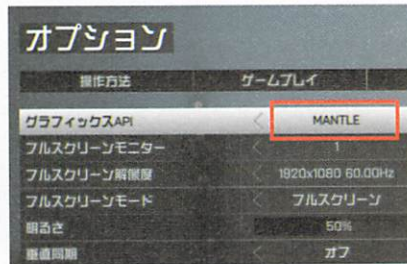 オプション
操作方法 ゲームプレイ
グラフィックスAPI < MANTLE
フルスクリーンモニター < 1
フルスクリーン解像度 < 1920x1080 60.00Hz
フルスクリーンモード < フルスクリーン
明るさ 50%
垂直同期 < オフ